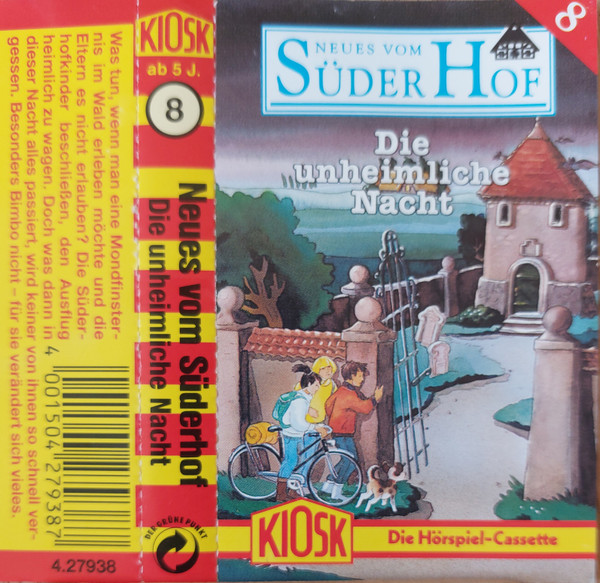 Was tun, wenn man eine Mondfinster-
nis im Wald erleben möchte und die
Eltern es nicht erlauben? Die Süder-
hofkinder beschließen, den Ausflug
heimlich zu wagen. Doch was dann in
dieser Nacht alles passiert, wird keiner von ihnen so schnell ver-
gessen. Besonders Bimbo nicht – für sie verändert sich vieles.
4 001504 279387
4.27938
KIOSK
ab 5 J.
8
Neues vom Süderhof
Die unheimliche Nacht
DER GRÜNE PUNKT
8
NEUES VOM
SÜDERHOF
Die
unheimliche
Nacht
KIOSK
Die Hörspiel-Cassette